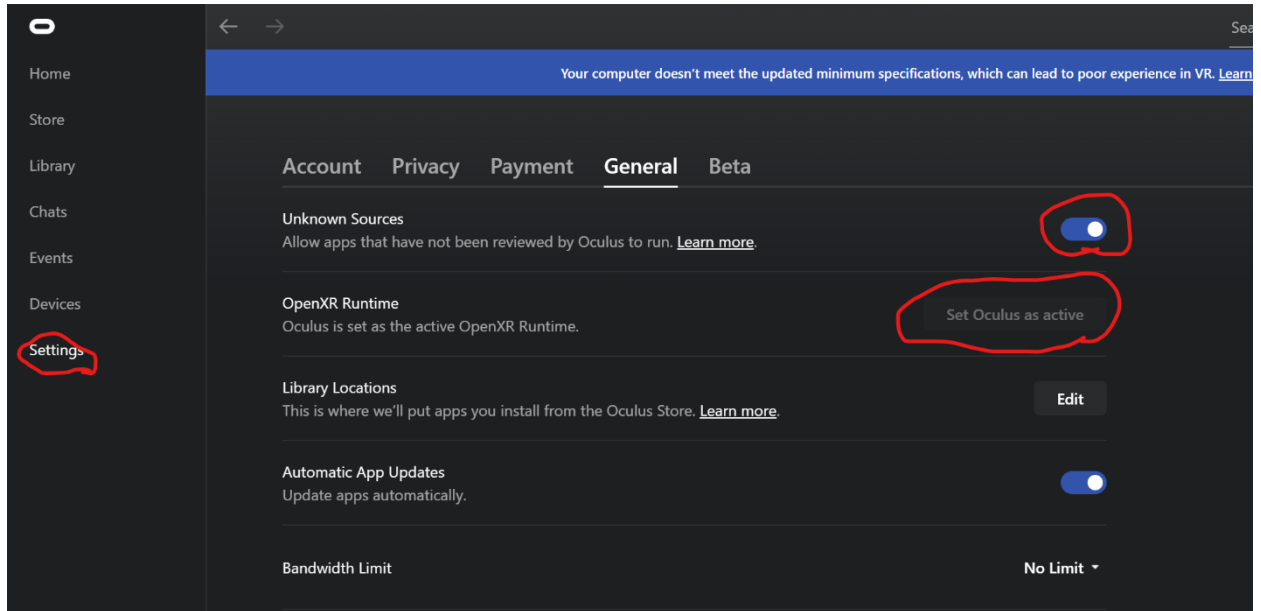 Sea
Home
Your computer doesn't meet the updated minimum specifications, which can lead to poor experience in VR. Learn
Store
Library
Chats
Events
Devices
Settings
Account Privacy Payment General Beta
Unknown Sources
Allow apps that have not been reviewed by Oculus to run. Learn more.
OpenXR Runtime
Oculus is set as the active OpenXR Runtime.
Set Oculus as active
Library Locations
This is where we'll put apps you install from the Oculus Store. Learn more.
Edit
Automatic App Updates
Update apps automatically.
Bandwidth Limit
No Limit